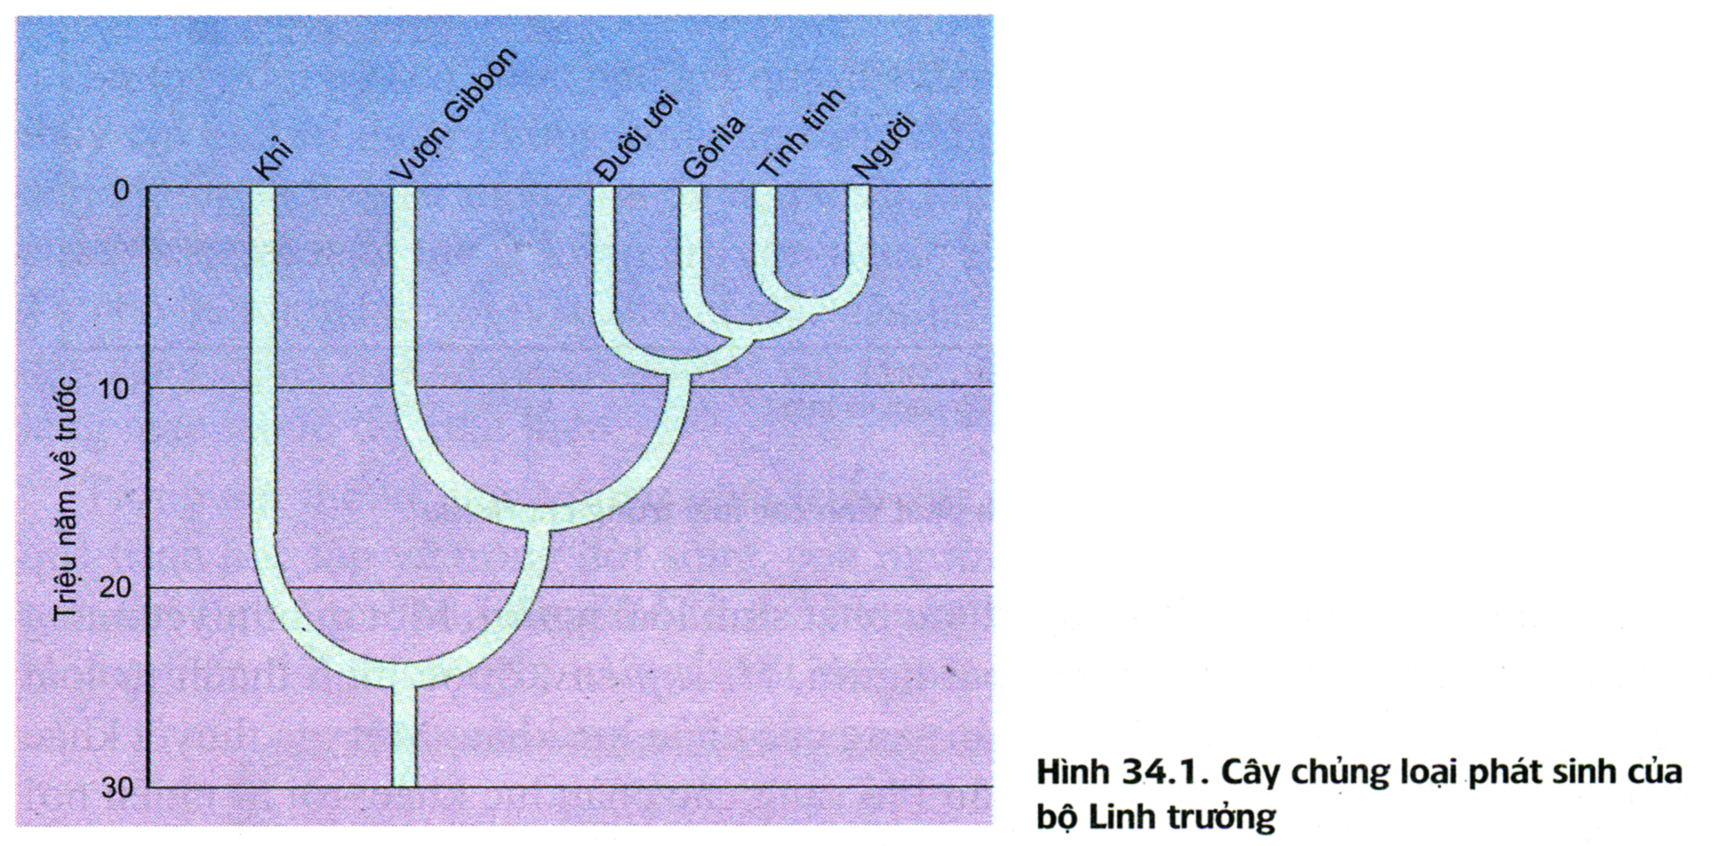 Khỉ
Vượn Gibbon
Đười ươi
Gôrila
Tinh tinh
Người
0
10
20
30
Triệu năm về trước
Hình 34.1. Cây chủng loại phát sinh của
bộ Linh trưởng